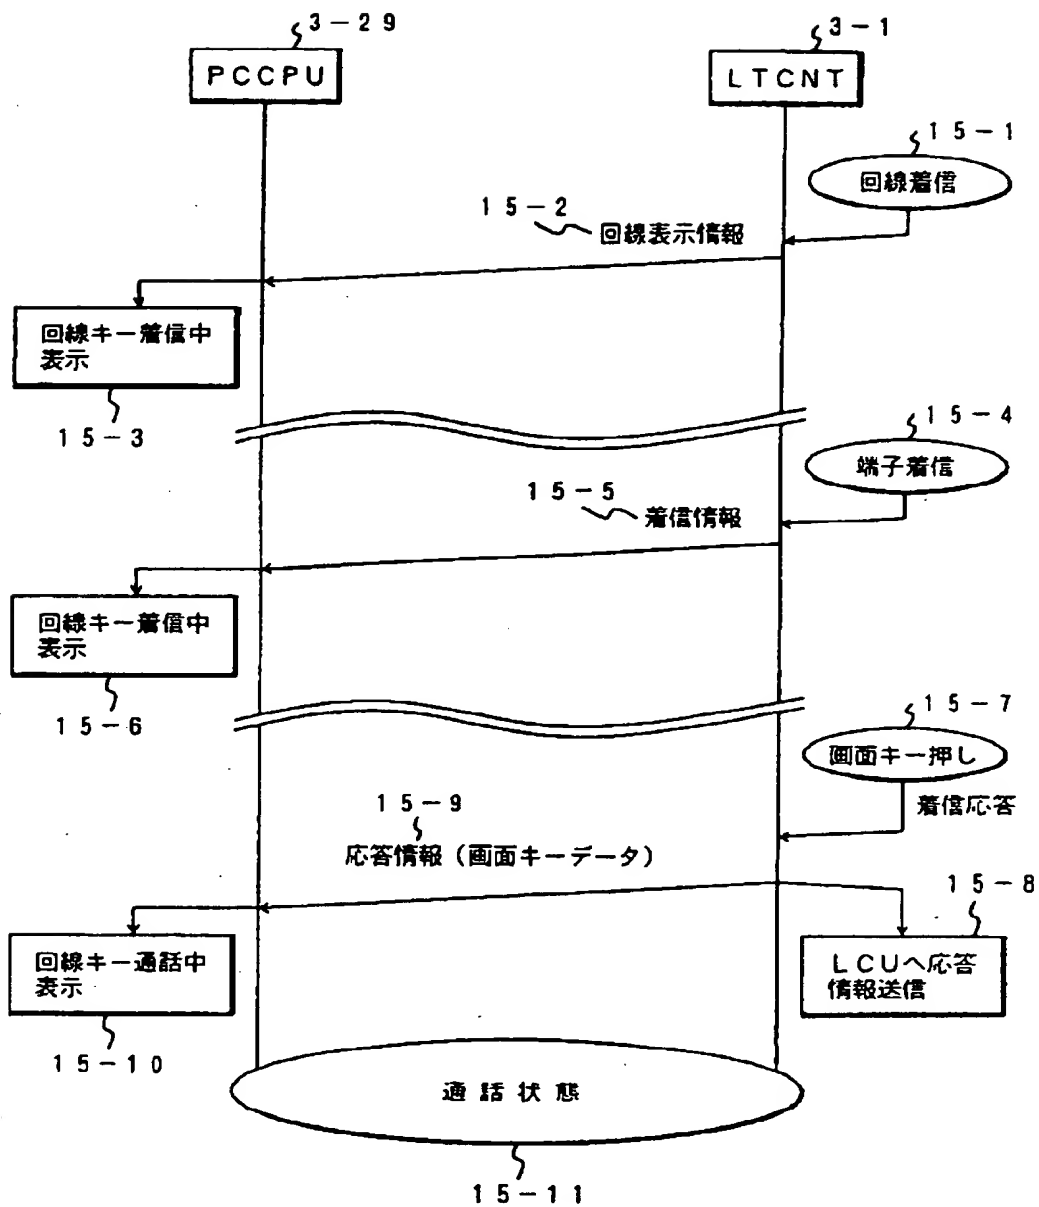 3-29
3-1
PCCPU
LTCNT
15-1
回線着信
15-2
回線表示情報
回線キー着信中
表示
15-3
15-4
端子着信
15-5
着信情報
回線キー着信中
表示
15-6
15-7
画面キー押し
着信応答
15-9
応答情報(画面キーデータ)
15-8
回線キー通話中
表示
LCUへ応答
情報送信
15-10
通話状態
15-11